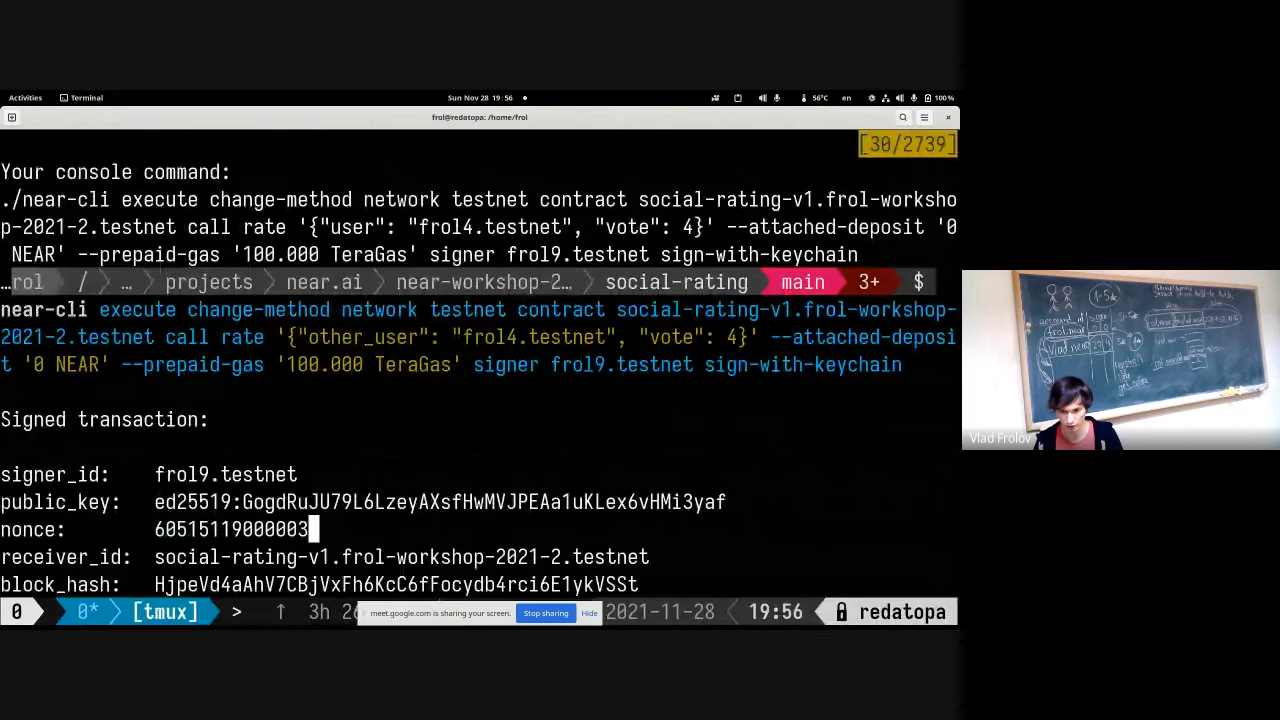 Activities
Terminal
Sun Nov 28 19:56
56°C
en
100%
frol@redatopa: /home/frol
[30/2739]
Your console command:
./near-cli execute change-method network testnet contract social-rating-v1.frol-worksho
p-2021-2.testnet call rate '{"user": "frol4.testnet", "vote": 4}' --attached-deposit '0
NEAR' --prepaid-gas '100.000 TeraGas' signer frol9.testnet sign-with-keychain
…rol / … projects near.ai near-workshop-2… social-rating main 3+ $
near-cli execute change-method network testnet contract social-rating-v1.frol-workshop-
2021-2.testnet call rate '{"other_user": "frol4.testnet", "vote": 4}' --attached-deposi
t '0 NEAR' --prepaid-gas '100.000 TeraGas' signer frol9.testnet sign-with-keychain
Signed transaction:
signer_id: frol9.testnet
public_key: ed25519:GogdRuJU79L6LzeyAXsfHwMVJPEAa1uKLex6vHMi3yaf
nonce: 60515119000003
receiver_id: social-rating-v1.frol-workshop-2021-2.testnet
block_hash: HjpeVd4aAhV7CBjVxFh6KcC6fFocydb4rci6E1ykVSSt
0 0* [tmux] > ↑ 3h
meet.google.com is sharing your screen. Stop sharing Hide
2021-11-28 19:56 redatopa
account_id
Vlad Frolov